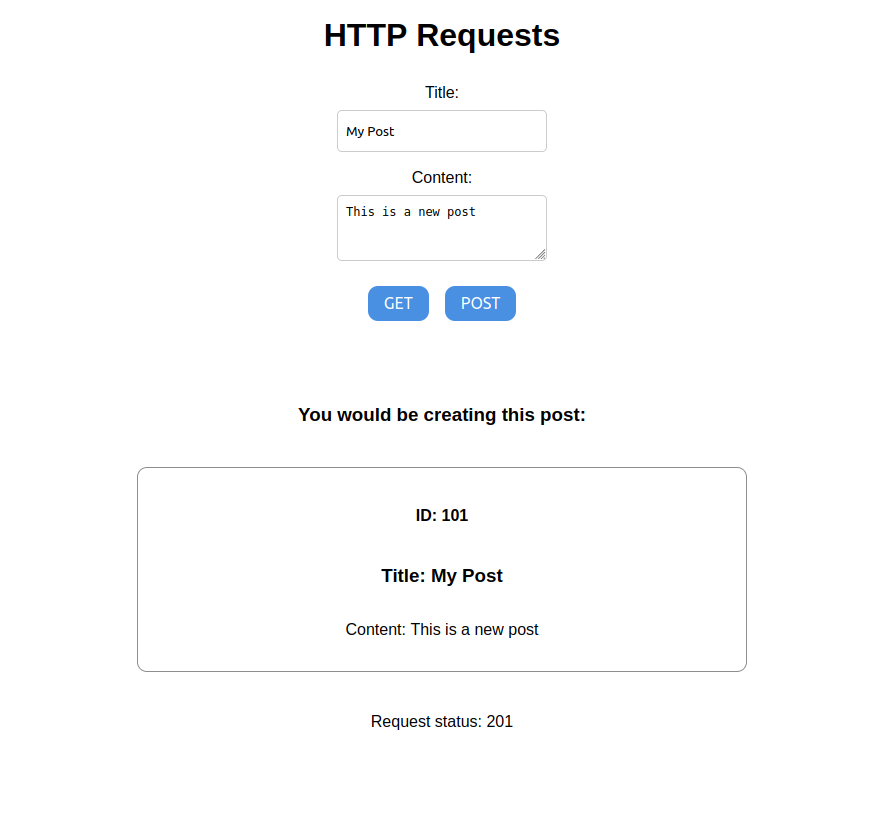 HTTP Requests
Title:
My Post
Content:
This is a new post
GET POST
You would be creating this post:
ID: 101
Title: My Post
Content: This is a new post
Request status: 201